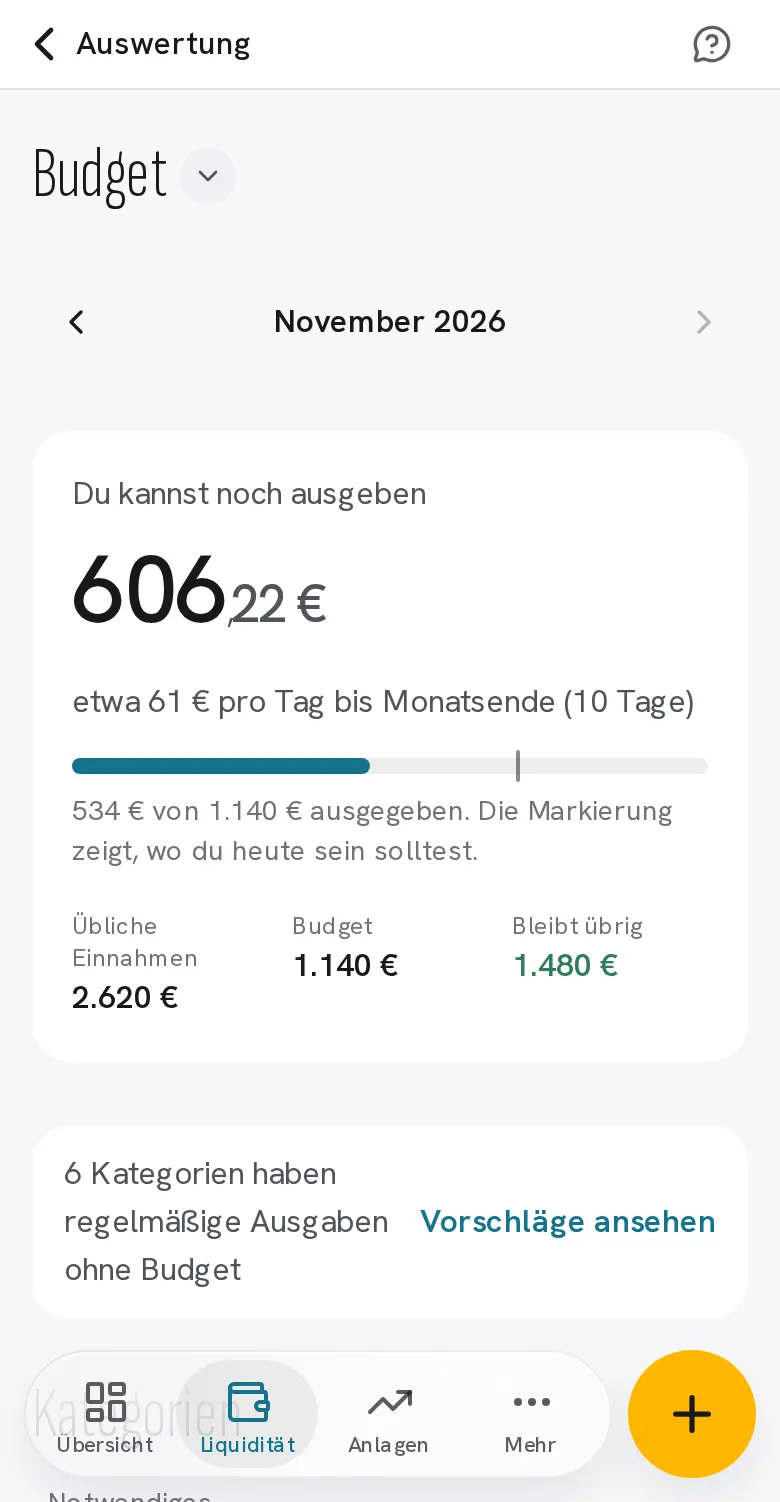 Auswertung
Budget
November 2026
Du kannst noch ausgeben
606,22 €
etwa 61 € pro Tag bis Monatsende (10 Tage)
534 € von 1.140 € ausgegeben. Die Markierung
zeigt, wo du heute sein solltest.
Übliche
Einnahmen
2.620 €
Budget
1.140 €
Bleibt übrig
1.480 €
6 Kategorien haben
regelmäßige Ausgaben
ohne Budget
Vorschläge ansehen
Kategorien
Übersicht
Liquidität
Anlagen
Mehr
Notwendiges